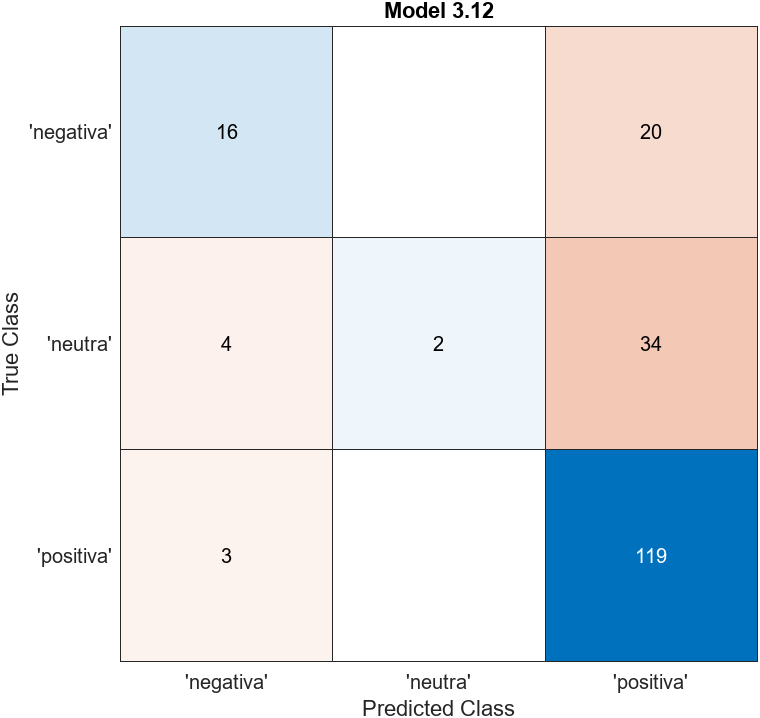 Model 3.12
True Class
'negativa'
16
20
'neutra'
4
2
34
'positiva'
3
119
'negativa'
'neutra'
'positiva'
Predicted Class